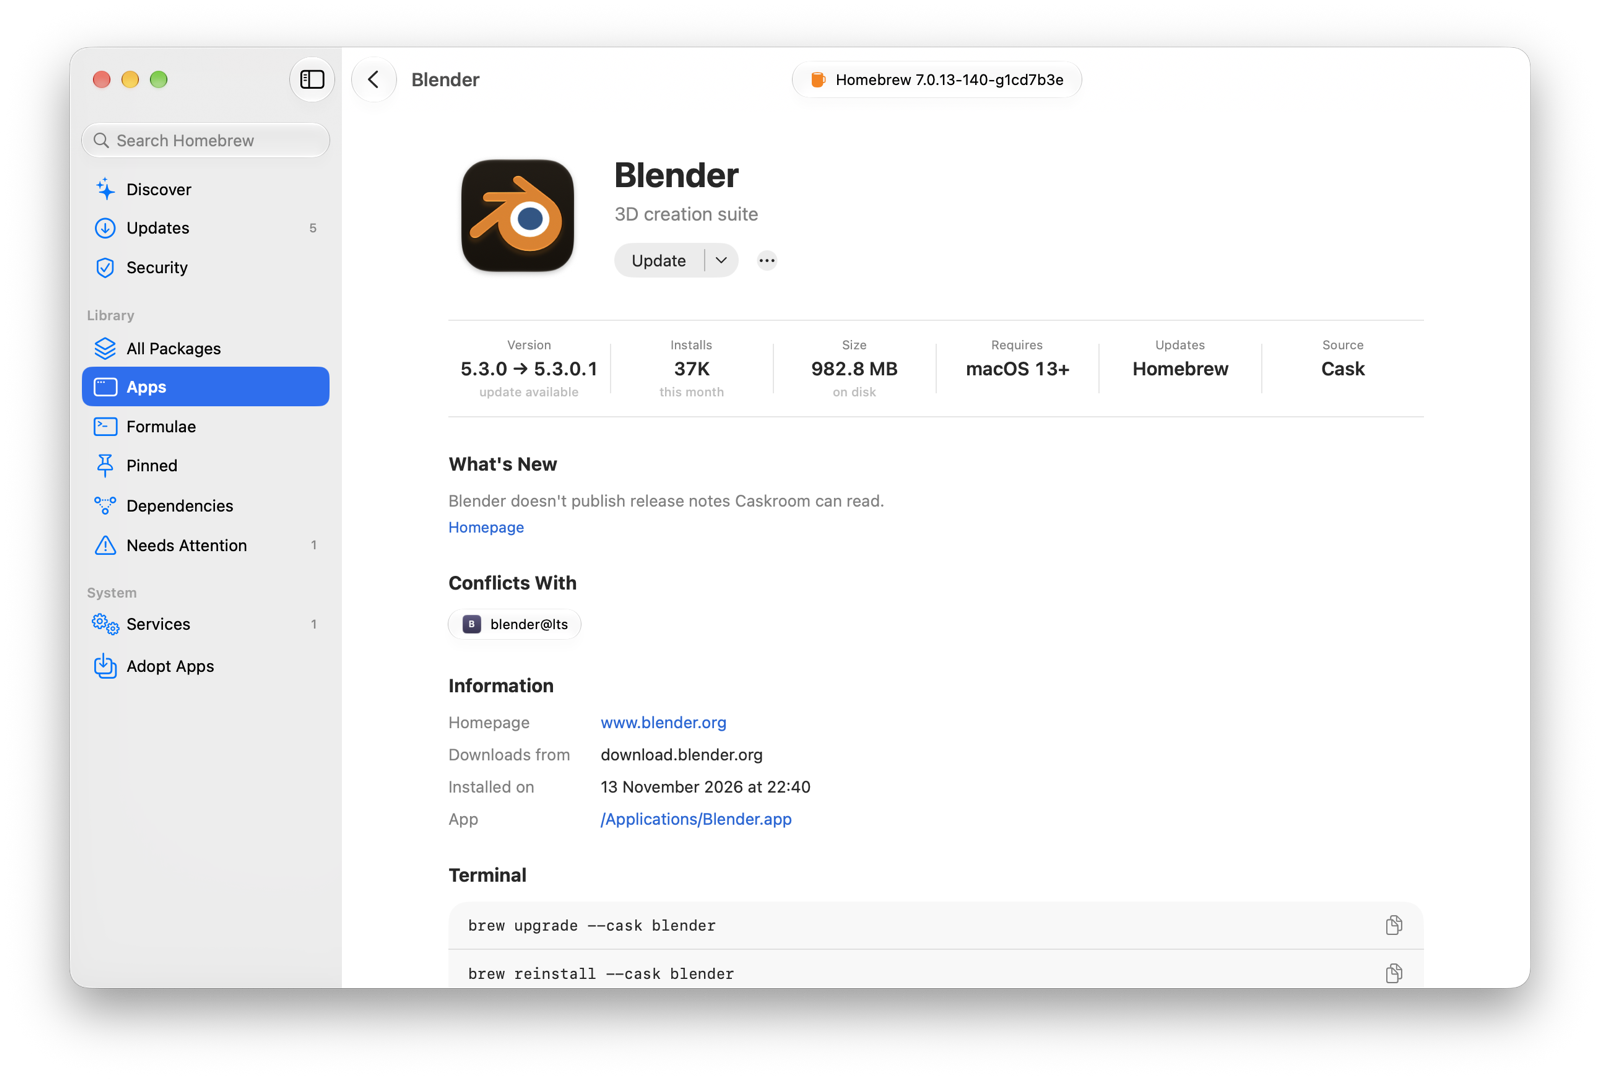 Blender
Homebrew 7.0.13-140-g1cd7b3e
Search Homebrew
Discover
Updates 5
Security
Library
All Packages
Apps
Formulae
Pinned
Dependencies
Needs Attention 1
System
Services 1
Adopt Apps
Blender
3D creation suite
Update
Version
5.3.0 → 5.3.0.1
update available
Installs
37K
this month
Size
982.8 MB
on disk
Requires
macOS 13+
Updates
Homebrew
Source
Cask
What's New
Blender doesn't publish release notes Caskroom can read.
Homepage
Conflicts With
B blender@lts
Information
Homepage www.blender.org
Downloads from download.blender.org
Installed on 13 November 2026 at 22:40
App /Applications/Blender.app
Terminal
brew upgrade --cask blender
brew reinstall --cask blender